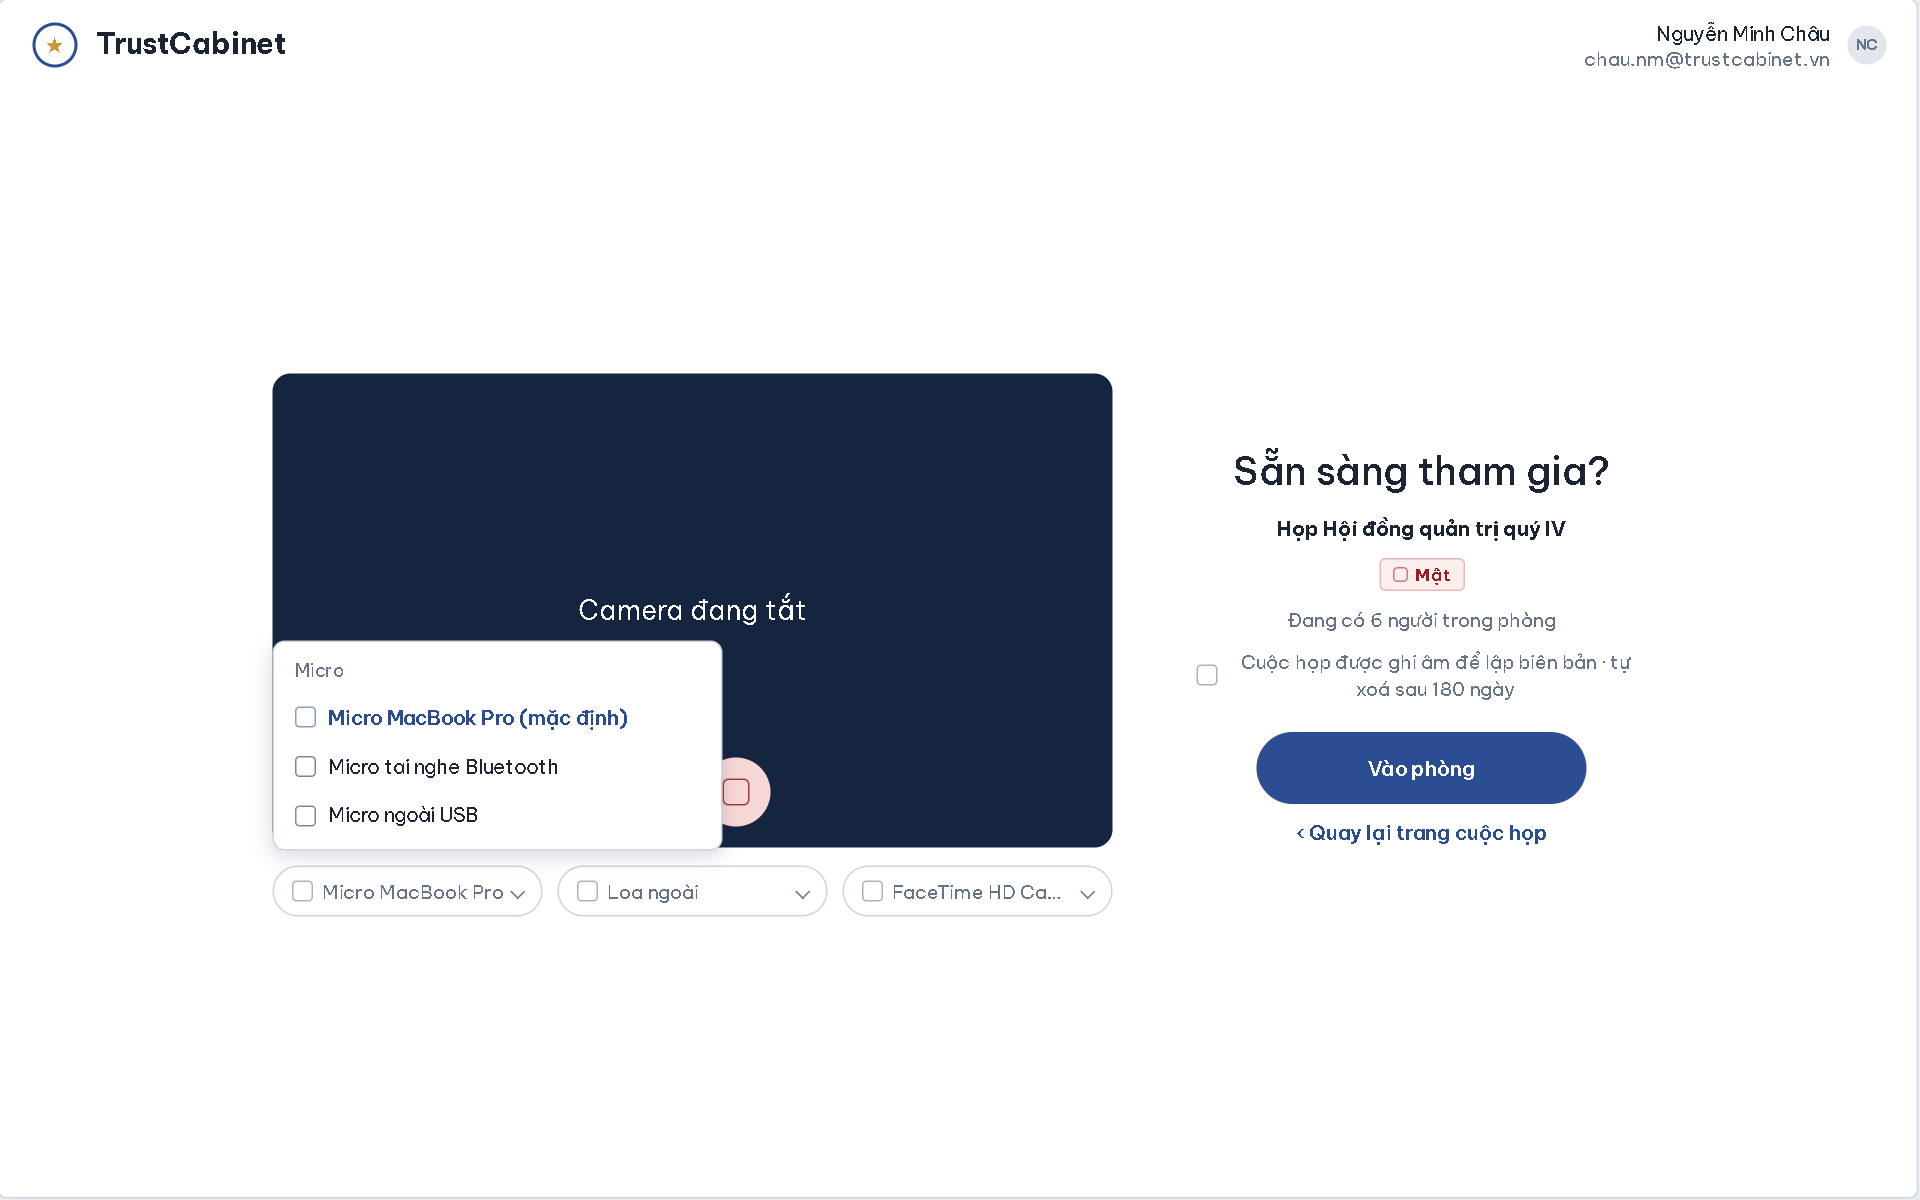 TrustCabinet
Nguyễn Minh Châu
chau.nm@trustcabinet.vn
NC
Camera đang tắt
Micro
Micro MacBook Pro (mặc định)
Micro tai nghe Bluetooth
Micro ngoài USB
Micro MacBook Pro
Loa ngoài
FaceTime HD Ca...
Sẵn sàng tham gia?
Họp Hội đồng quản trị quý IV
Mật
Đang có 6 người trong phòng
Cuộc họp được ghi âm để lập biên bản · tự
xoá sau 180 ngày
Vào phòng
‹ Quay lại trang cuộc họp